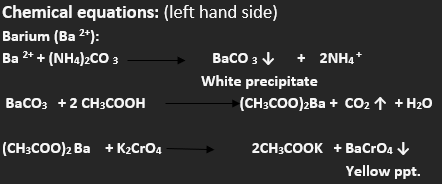 Chemical equations: (left hand side)
Barium (Ba ²⁺):
Ba ²⁺ + (NH₄)₂CO ₃ ⟶ BaCO ₃ ↓ + 2NH₄⁺
White precipitate
BaCO₃ + 2 CH₃COOH ⟶ (CH₃COO)₂Ba + CO₂ ↑ + H₂O
(CH₃COO)₂ Ba + K₂CrO₄ ⟶ 2CH₃COOK + BaCrO₄ ↓
Yellow ppt.